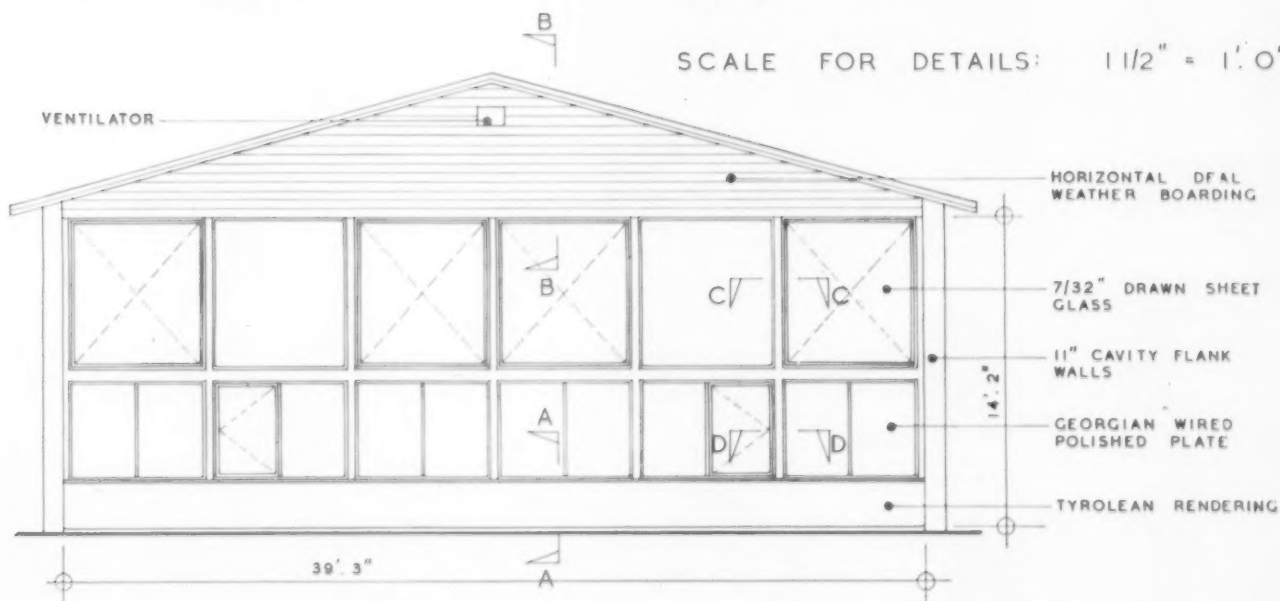 B
SCALE FOR DETAILS: 1 1/2" = 1'. 0"
VENTILATOR
HORIZONTAL DEAL
WEATHER BOARDING
B
C C
7/32" DRAWN SHEET
GLASS
11" CAVITY FLANK
WALLS
14'. 2"
A
D D
GEORGIAN WIRED
POLISHED PLATE
TYROLEAN RENDERING
39'. 3"
A